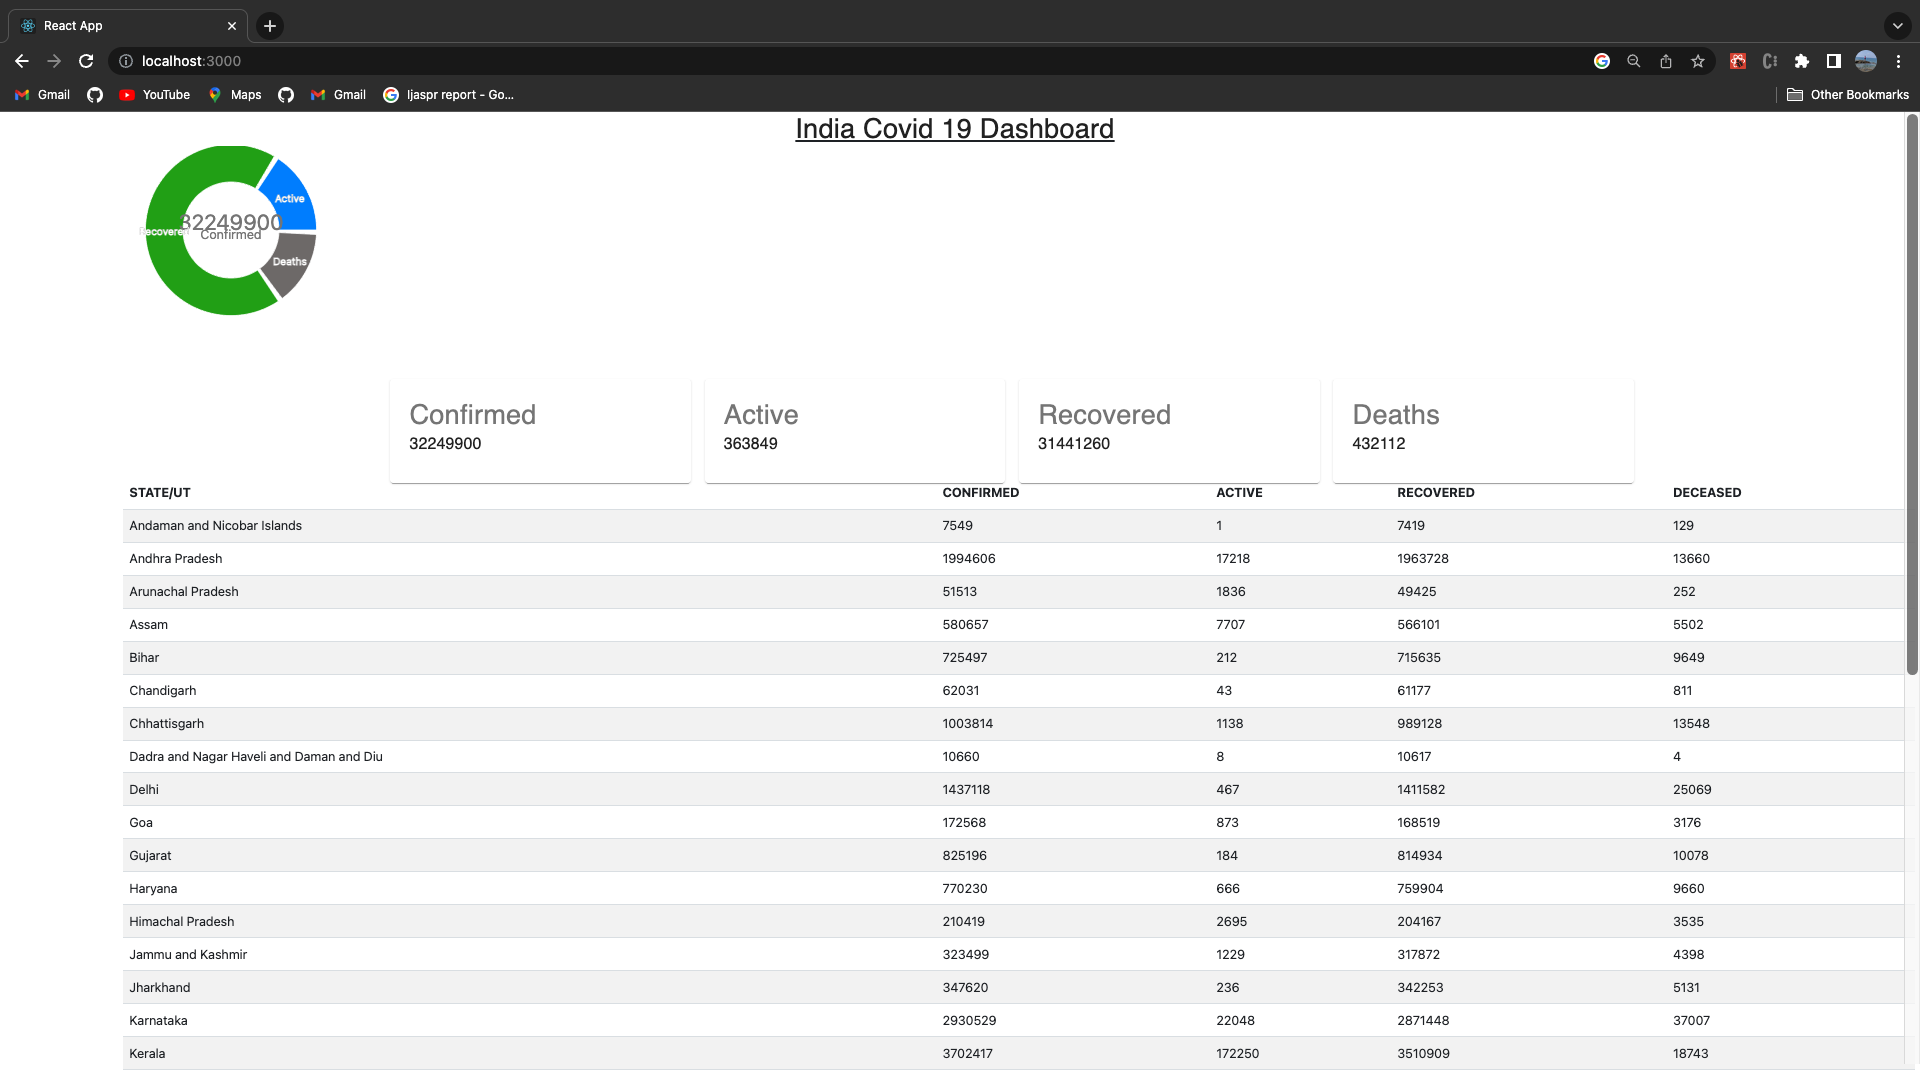 React App
localhost:3000
Gmail YouTube Maps Gmail Ijaspr report - Go... Other Bookmarks
India Covid 19 Dashboard
Active
32249900
Recovered Confirmed
Deaths
Confirmed Active Recovered Deaths
32249900 363849 31441260 432112
STATE/UT CONFIRMED ACTIVE RECOVERED DECEASED
Andaman and Nicobar Islands 7549 1 7419 129
Andhra Pradesh 1994606 17218 1963728 13660
Arunachal Pradesh 51513 1836 49425 252
Assam 580657 7707 566101 5502
Bihar 725497 212 715635 9649
Chandigarh 62031 43 61177 811
Chhattisgarh 1003814 1138 989128 13548
Dadra and Nagar Haveli and Daman and Diu 10660 8 10617 4
Delhi 1437118 467 1411582 25069
Goa 172568 873 168519 3176
Gujarat 825196 184 814934 10078
Haryana 770230 666 759904 9660
Himachal Pradesh 210419 2695 204167 3535
Jammu and Kashmir 323499 1229 317872 4398
Jharkhand 347620 236 342253 5131
Karnataka 2930529 22048 2871448 37007
Kerala 3702417 172250 3510909 18743